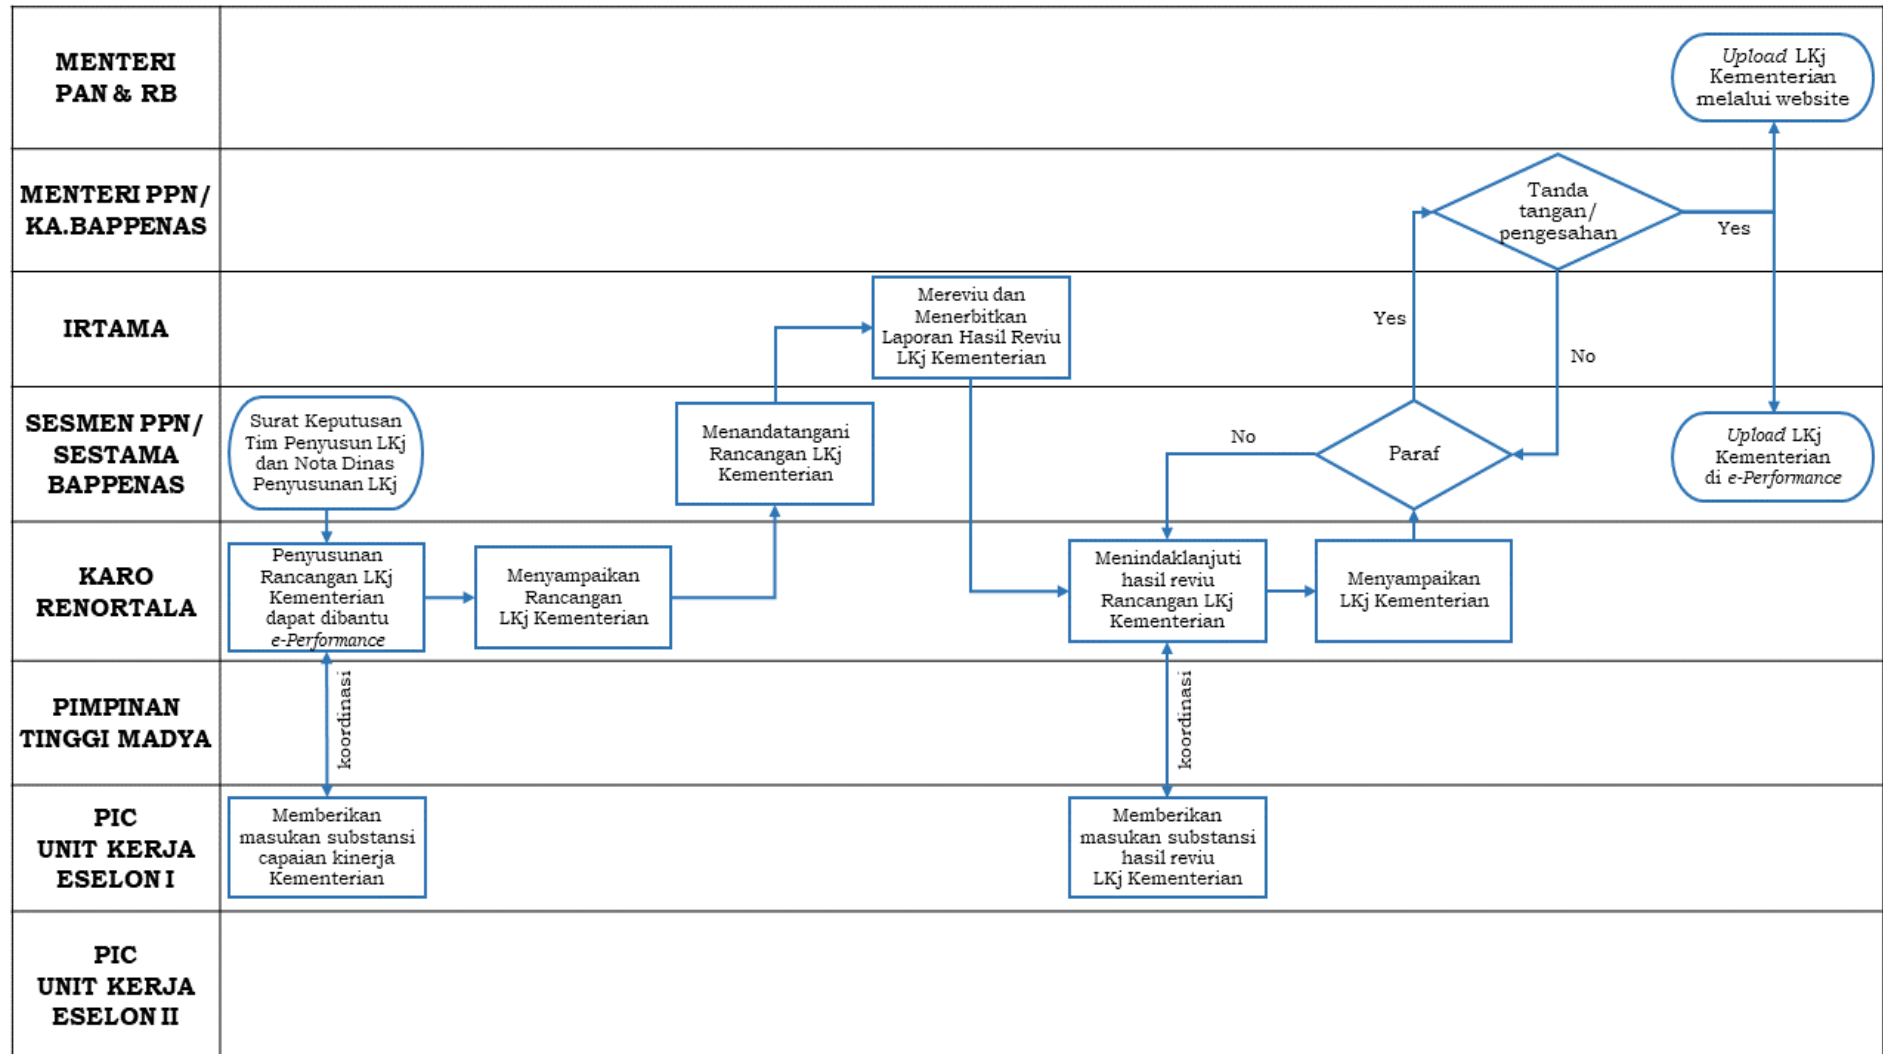 MENTERI
PAN & RB
Upload LKj
Kementerian
melalui website
MENTERI PPN/
KA.BAPPENAS
Tanda
tangan/
pengesahan
Yes
IRTAMA
Mereviu dan
Menerbitkan
Laporan Hasil Reviu
LKj Kementerian
Yes
No
SESMEN PPN/
SESTAMA
BAPPENAS
Surat Keputusan
Tim Penyusun LKj
dan Nota Dinas
Penyusunan LKj
Menandatangani
Rancangan LKj
Kementerian
No
Paraf
Upload LKj
Kementerian
di e-Performance
KARO
RENORTALA
Penyusunan
Rancangan LKj
Kementerian
dapat dibantu
e-Performance
Menyampaikan
Rancangan
LKj Kementerian
Menindaklanjuti
hasil reviu
Rancangan LKj
Kementerian
Menyampaikan
LKj Kementerian
PIMPINAN
TINGGI MADYA
koordinasi
koordinasi
PIC
UNIT KERJA
ESELON I
Memberikan
masukan substansi
capaian kinerja
Kementerian
Memberikan
masukan substansi
hasil reviu
LKj Kementerian
PIC
UNIT KERJA
ESELON II